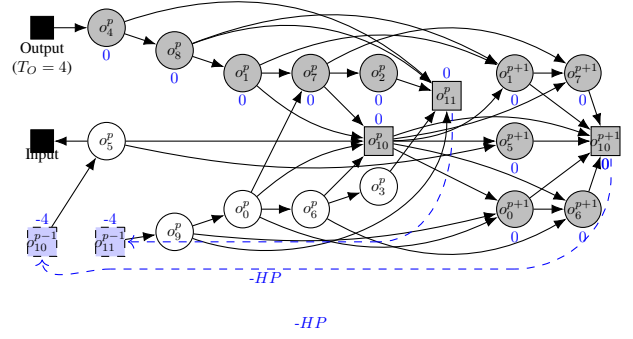 o_4^p
Output
(T_O = 4)
0
o_8^p
0
o_1^p
0
o_7^p
0
o_2^p
0
0
o_11^p
o_1^{p+1}
0
o_7^{p+1}
0
Input
o_5^p
o_10^p
o_5^{p+1}
0
o_10^{p+1}
0
o_3^p
-4
o_10^{p-1}
-4
o_11^{p-1}
o_9^p
o_0^p
o_6^p
o_0^{p+1}
0
o_6^{p+1}
0
-HP
-HP